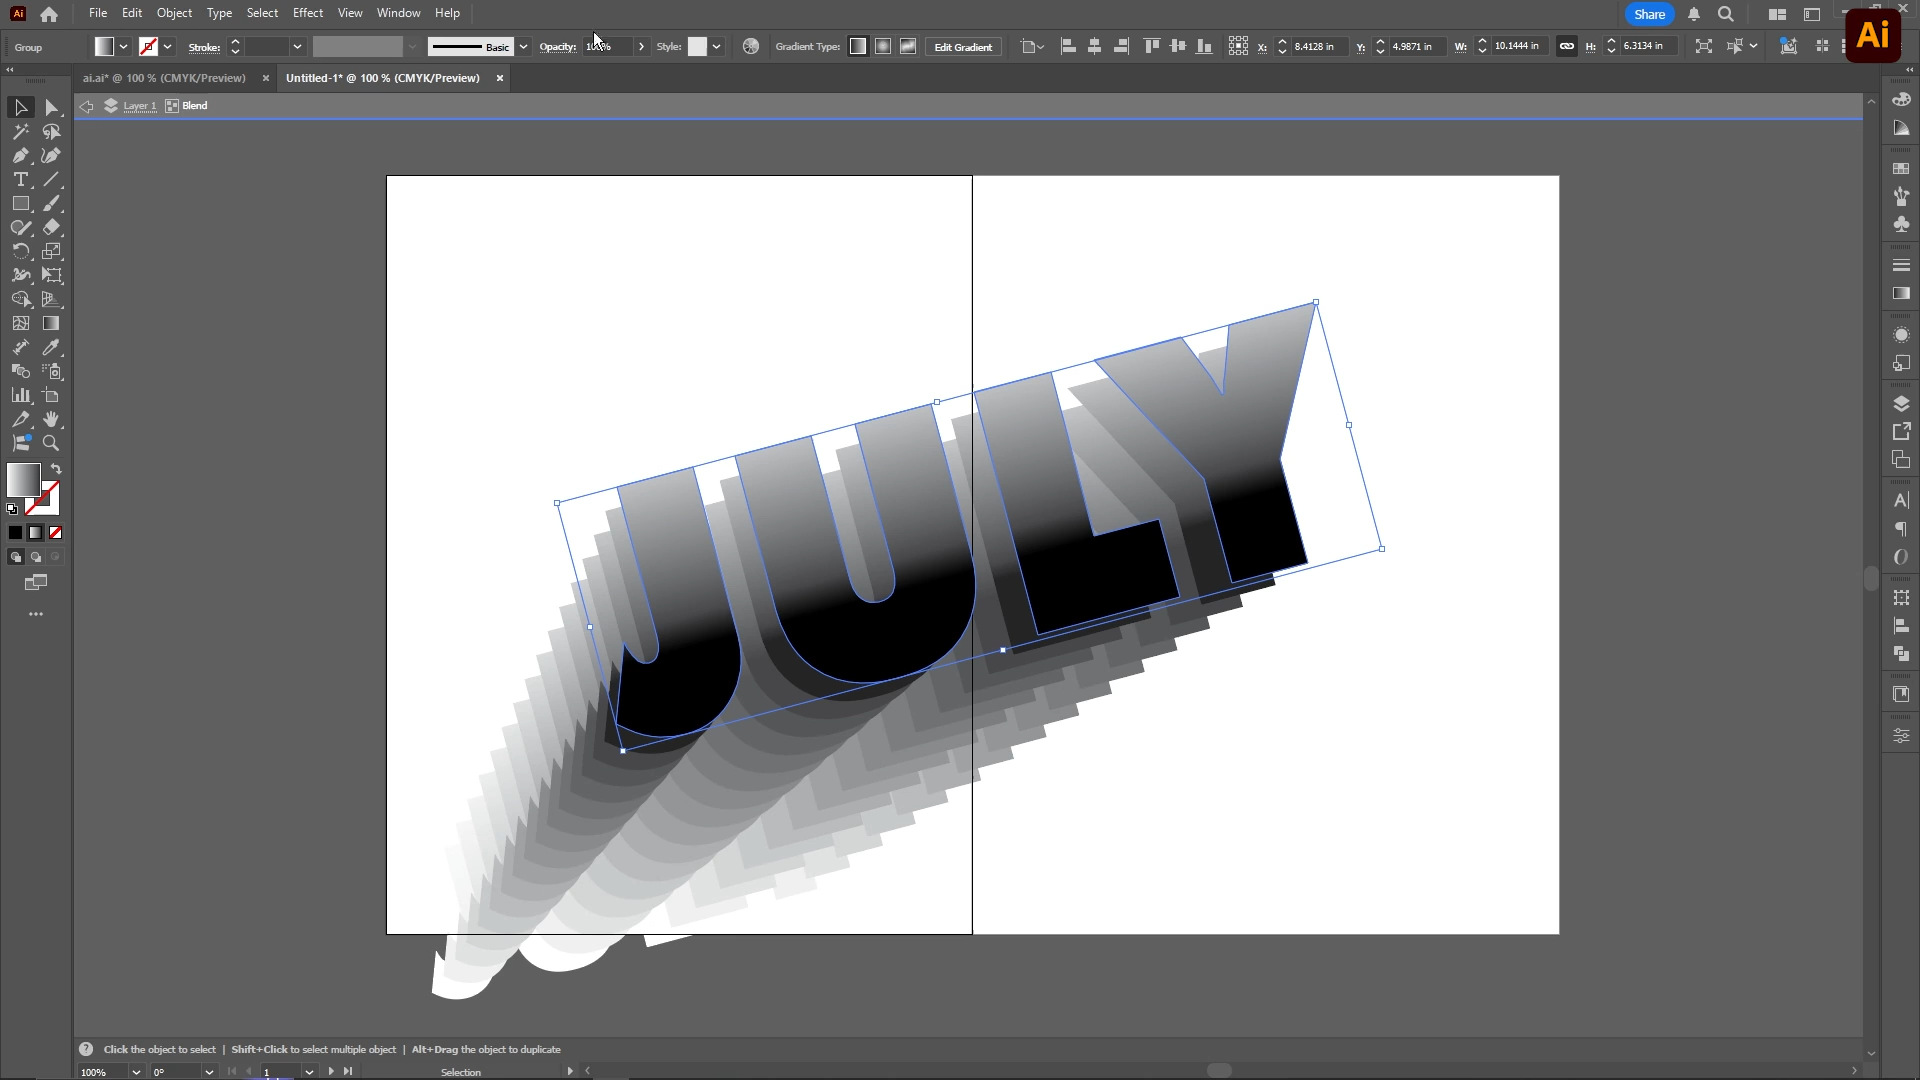 Ai File Edit Object Type Select Effect View Window Help Share
Group Stroke: Basic Opacity: 100% Style: Gradient Type: Edit Gradient X: 8.4128 in Y: 4.9871 in W: 10.1444 in H: 6.3134 in Ai
ai.ai* @ 100 % (CMYK/Preview) × Untitled-1* @ 100 % (CMYK/Preview) ×
Layer 1 Blend
JULY
Click the object to select | Shift+Click to select multiple object | Alt+Drag the object to duplicate
100% 0° 1 Selection